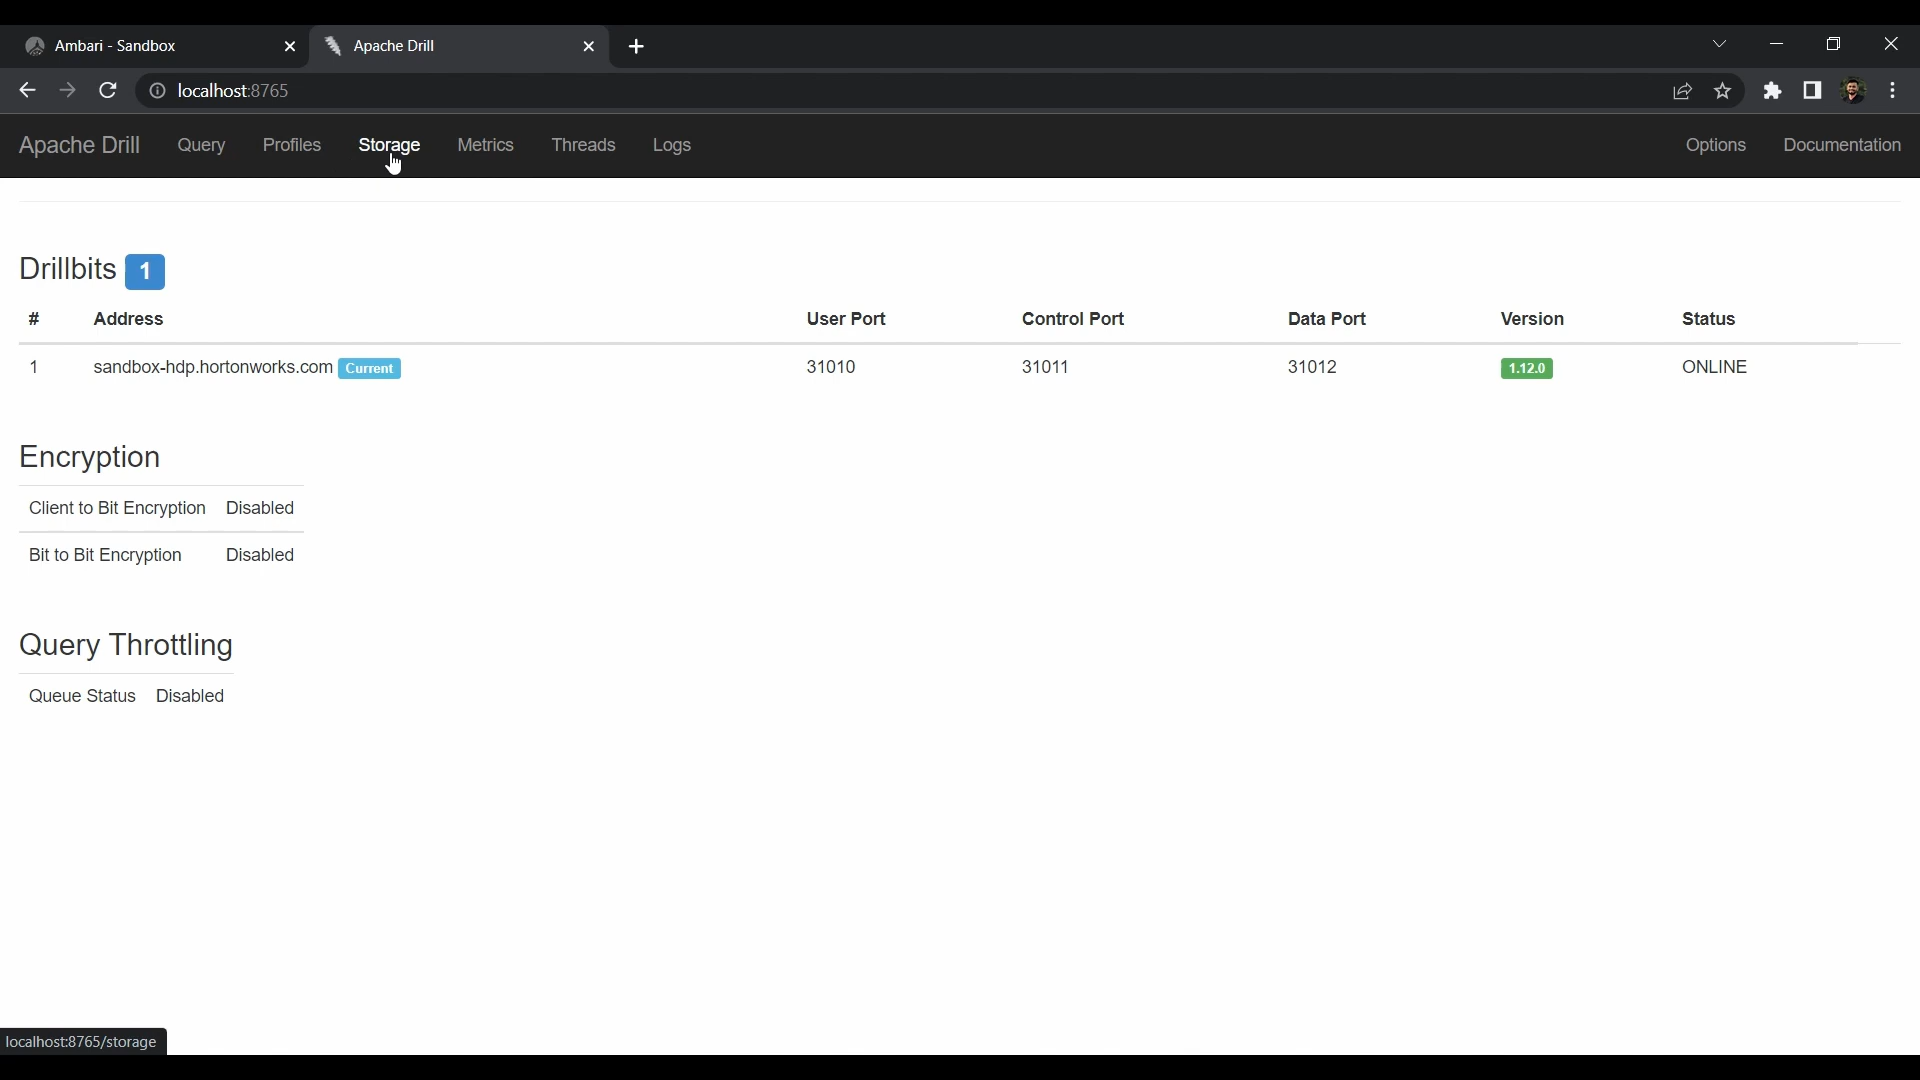 Ambari - Sandbox
Apache Drill
localhost:8765
Apache Drill Query Profiles Storage Metrics Threads Logs Options Documentation
Drillbits 1
# Address User Port Control Port Data Port Version Status
1 sandbox-hdp.hortonworks.com Current 31010 31011 31012 1.12.0 ONLINE
Encryption
Client to Bit Encryption Disabled
Bit to Bit Encryption Disabled
Query Throttling
Queue Status Disabled
localhost:8765/storage